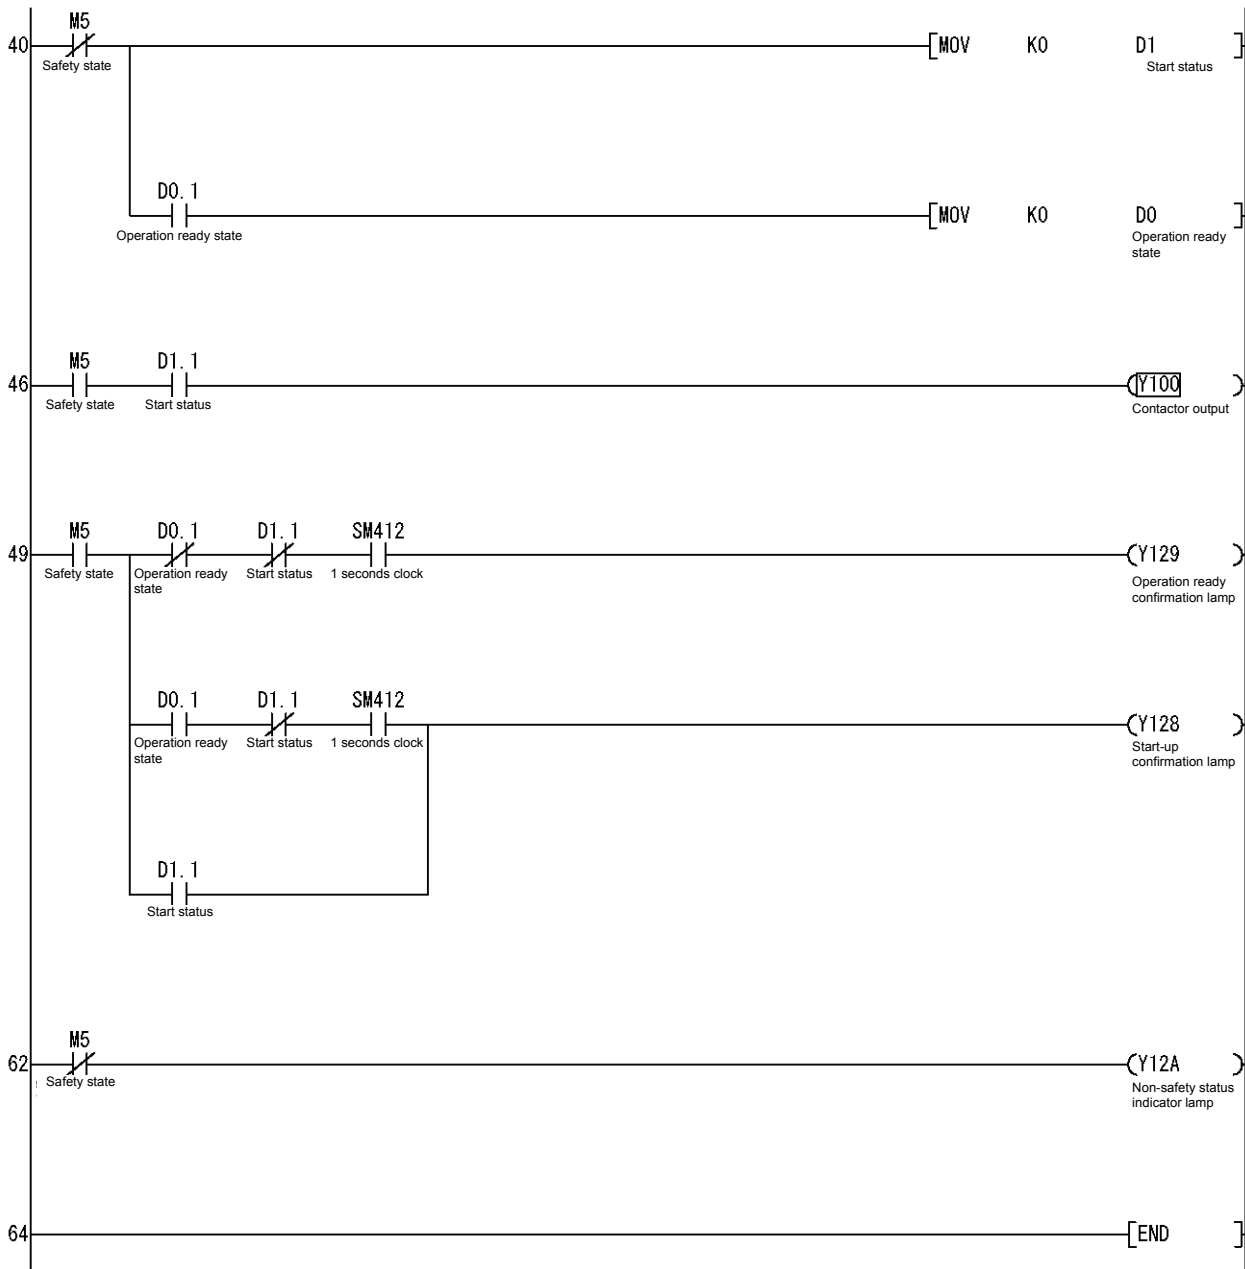 M5
40 [MOV K0 D1 ]
Safety state Start status
D0. 1
[MOV K0 D0 ]
Operation ready state Operation ready
state
M5 D1. 1
46 (Y100 )
Safety state Start status Contactor output
M5 D0. 1 D1. 1 SM412
49 (Y129 )
Safety state Operation ready Start status 1 seconds clock Operation ready
state confirmation lamp
D0. 1 D1. 1 SM412
(Y128 )
Operation ready Start status 1 seconds clock Start-up
state confirmation lamp
D1. 1
Start status
M5
62 (Y12A )
Safety state Non-safety status
indicator lamp
64 [END ]